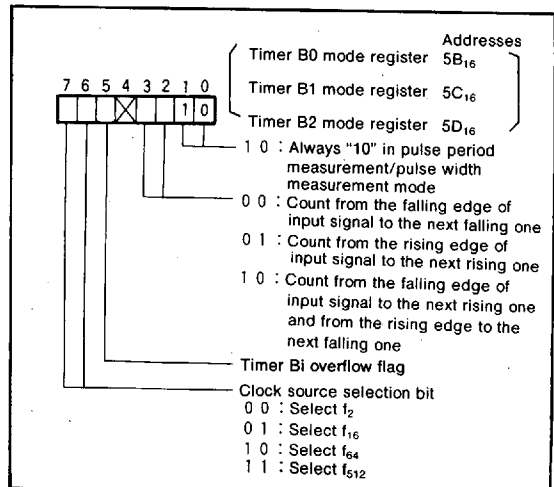 Addresses
Timer B0 mode register 5B₁₆
7 6 5 4 3 2 1 0
Timer B1 mode register 5C₁₆
1 0
Timer B2 mode register 5D₁₆
1 0 : Always "10" in pulse period
measurement/pulse width
measurement mode
0 0 : Count from the falling edge of
input signal to the next falling one
0 1 : Count from the rising edge of
input signal to the next rising one
1 0 : Count from the falling edge of
input signal to the next rising one
and from the rising edge to the
next falling one
Timer Bi overflow flag
Clock source selection bit
0 0 : Select f₂
0 1 : Select f₁₆
1 0 : Select f₆₄
1 1 : Select f₅₁₂